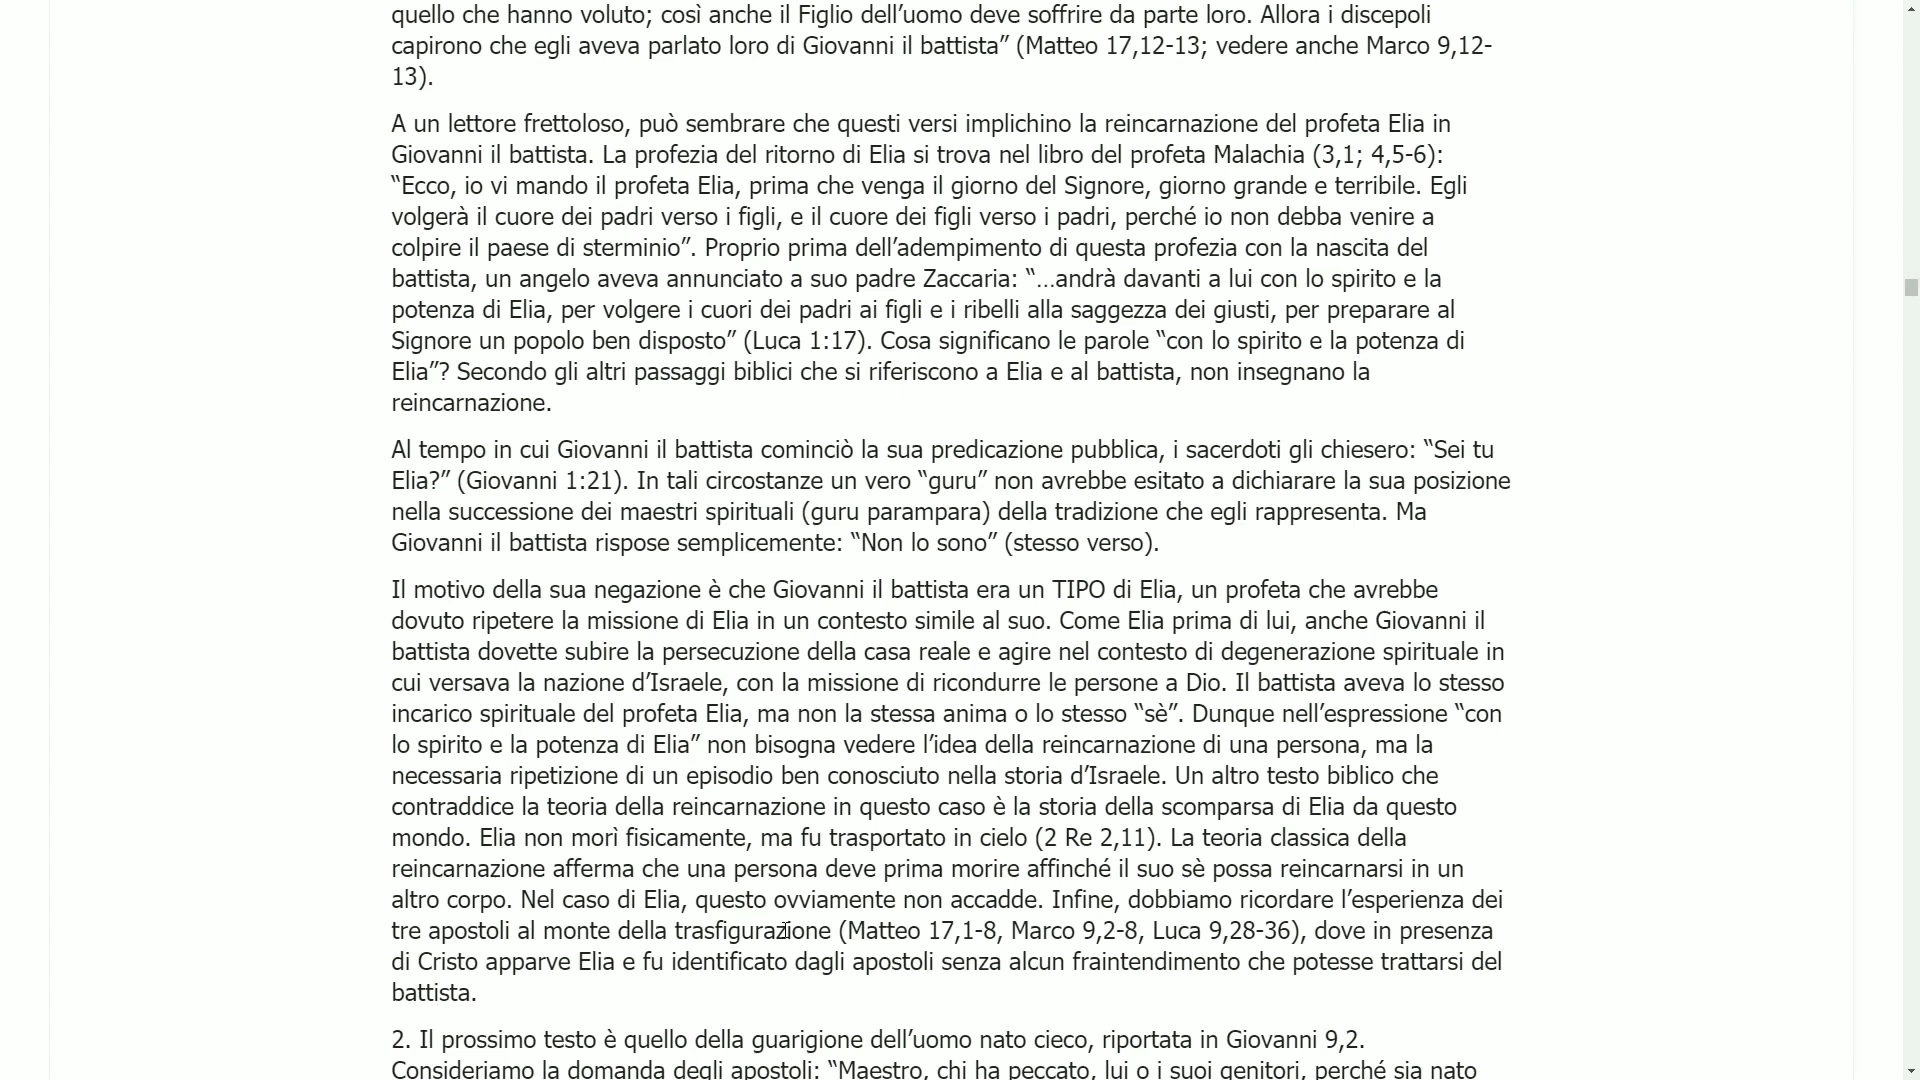 quello che hanno voluto; così anche il Figlio dell’uomo deve soffrire da parte loro. Allora i discepoli
capirono che egli aveva parlato loro di Giovanni il battista” (Matteo 17,12-13; vedere anche Marco 9,12-
13).
A un lettore frettoloso, può sembrare che questi versi implichino la reincarnazione del profeta Elia in
Giovanni il battista. La profezia del ritorno di Elia si trova nel libro del profeta Malachia (3,1; 4,5-6):
“Ecco, io vi mando il profeta Elia, prima che venga il giorno del Signore, giorno grande e terribile. Egli
volgerà il cuore dei padri verso i figli, e il cuore dei figli verso i padri, perché io non debba venire a
colpire il paese di sterminio”. Proprio prima dell’adempimento di questa profezia con la nascita del
battista, un angelo aveva annunciato a suo padre Zaccaria: “…andrà davanti a lui con lo spirito e la
potenza di Elia, per volgere i cuori dei padri ai figli e i ribelli alla saggezza dei giusti, per preparare al
Signore un popolo ben disposto” (Luca 1:17). Cosa significano le parole “con lo spirito e la potenza di
Elia”? Secondo gli altri passaggi biblici che si riferiscono a Elia e al battista, non insegnano la
reincarnazione.
Al tempo in cui Giovanni il battista cominciò la sua predicazione pubblica, i sacerdoti gli chiesero: “Sei tu
Elia?” (Giovanni 1:21). In tali circostanze un vero “guru” non avrebbe esitato a dichiarare la sua posizione
nella successione dei maestri spirituali (guru parampara) della tradizione che egli rappresenta. Ma
Giovanni il battista rispose semplicemente: “Non lo sono” (stesso verso).
Il motivo della sua negazione è che Giovanni il battista era un TIPO di Elia, un profeta che avrebbe
dovuto ripetere la missione di Elia in un contesto simile al suo. Come Elia prima di lui, anche Giovanni il
battista dovette subire la persecuzione della casa reale e agire nel contesto di degenerazione spirituale in
cui versava la nazione d’Israele, con la missione di ricondurre le persone a Dio. Il battista aveva lo stesso
incarico spirituale del profeta Elia, ma non la stessa anima o lo stesso “sè”. Dunque nell’espressione “con
lo spirito e la potenza di Elia” non bisogna vedere l’idea della reincarnazione di una persona, ma la
necessaria ripetizione di un episodio ben conosciuto nella storia d’Israele. Un altro testo biblico che
contraddice la teoria della reincarnazione in questo caso è la storia della scomparsa di Elia da questo
mondo. Elia non morì fisicamente, ma fu trasportato in cielo (2 Re 2,11). La teoria classica della
reincarnazione afferma che una persona deve prima morire affinché il suo sè possa reincarnarsi in un
altro corpo. Nel caso di Elia, questo ovviamente non accadde. Infine, dobbiamo ricordare l’esperienza dei
tre apostoli al monte della trasfigurazione (Matteo 17,1-8, Marco 9,2-8, Luca 9,28-36), dove in presenza
di Cristo apparve Elia e fu identificato dagli apostoli senza alcun fraintendimento che potesse trattarsi del
battista.
2. Il prossimo testo è quello della guarigione dell’uomo nato cieco, riportata in Giovanni 9,2.
Consideriamo la domanda degli apostoli: “Maestro, chi ha peccato, lui o i suoi genitori, perché sia nato